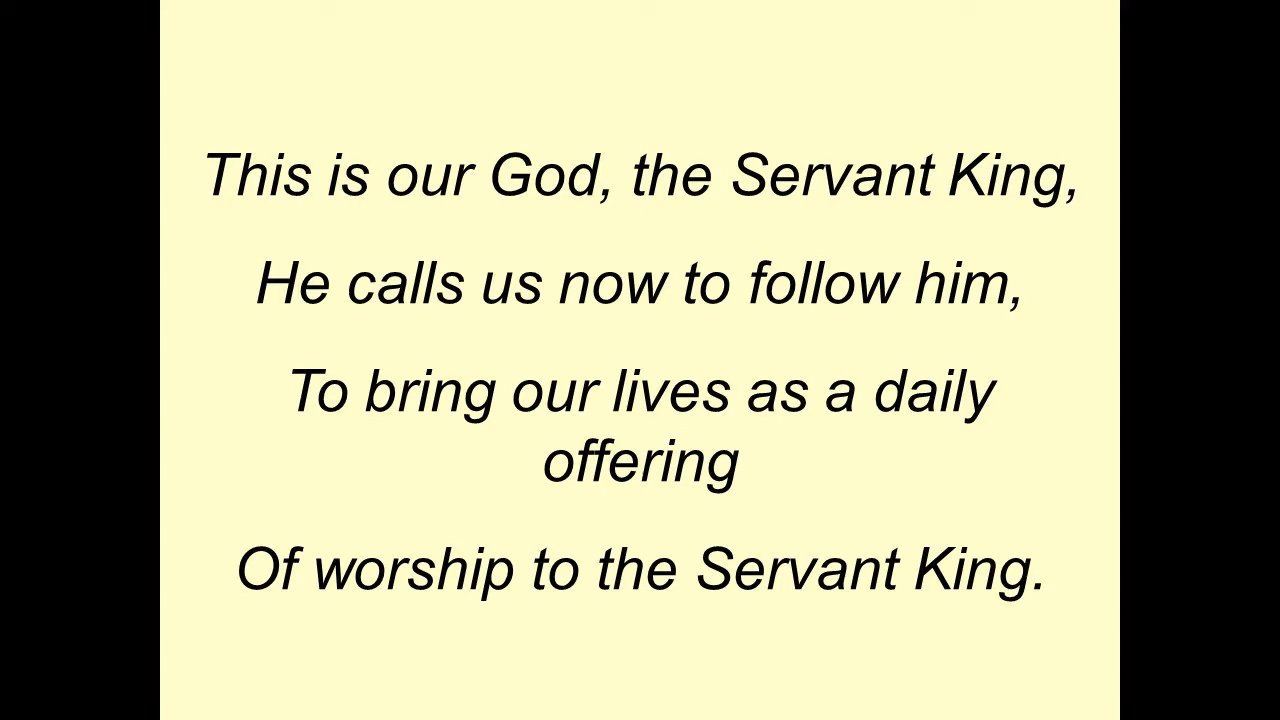 This is our God, the Servant King,
He calls us now to follow him,
To bring our lives as a daily
offering
Of worship to the Servant King.